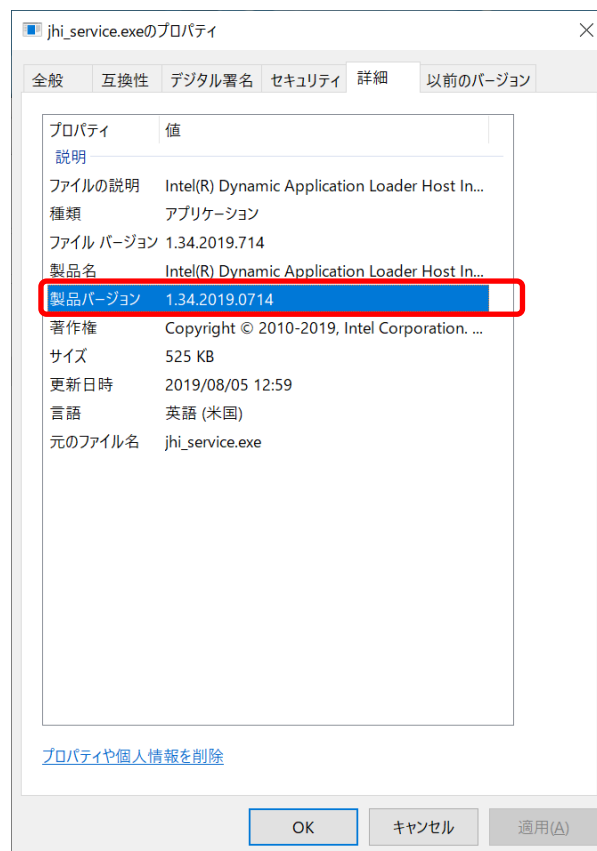 jhi_service.exeのプロパティ
全般 互換性 デジタル署名 セキュリティ 詳細 以前のバージョン
プロパティ 値
説明
ファイルの説明 Intel(R) Dynamic Application Loader Host In...
種類 アプリケーション
ファイル バージョン 1.34.2019.714
製品名 Intel(R) Dynamic Application Loader Host In...
製品バージョン 1.34.2019.0714
著作権 Copyright © 2010-2019, Intel Corporation. ...
サイズ 525 KB
更新日時 2019/08/05 12:59
言語 英語 (米国)
元のファイル名 jhi_service.exe
プロパティや個人情報を削除
OK キャンセル 適用(A)